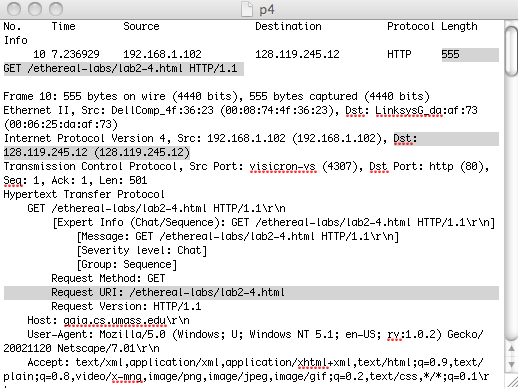 p4
No. Time Source Destination Protocol Length
Info
10 7.236929 192.168.1.102 128.119.245.12 HTTP 555
GET /ethereal-labs/lab2-4.html HTTP/1.1
Frame 10: 555 bytes on wire (4440 bits), 555 bytes captured (4440 bits)
Ethernet II, Src: DellComp_4f:36:23 (00:08:74:4f:36:23), Dst: LinksysG_da:af:73
(00:06:25:da:af:73)
Internet Protocol Version 4, Src: 192.168.1.102 (192.168.1.102), Dst:
128.119.245.12 (128.119.245.12)
Transmission Control Protocol, Src Port: visicron-vs (4307), Dst Port: http (80),
Seq: 1, Ack: 1, Len: 501
Hypertext Transfer Protocol
GET /ethereal-labs/lab2-4.html HTTP/1.1\r\n
[Expert Info (Chat/Sequence): GET /ethereal-labs/lab2-4.html HTTP/1.1\r\n]
[Message: GET /ethereal-labs/lab2-4.html HTTP/1.1\r\n]
[Severity level: Chat]
[Group: Sequence]
Request Method: GET
Request URI: /ethereal-labs/lab2-4.html
Request Version: HTTP/1.1
Host: gaia.cs.umass.edu\r\n
User-Agent: Mozilla/5.0 (Windows; U; Windows NT 5.1; en-US; rv:1.0.2) Gecko/
20021120 Netscape/7.01\r\n
Accept: text/xml,application/xml,application/xhtml+xml,text/html;q=0.9,text/
plain;q=0.8,video/x-mng,image/png,image/jpeg,image/gif;q=0.2,text/css,*/*;q=0.1\r